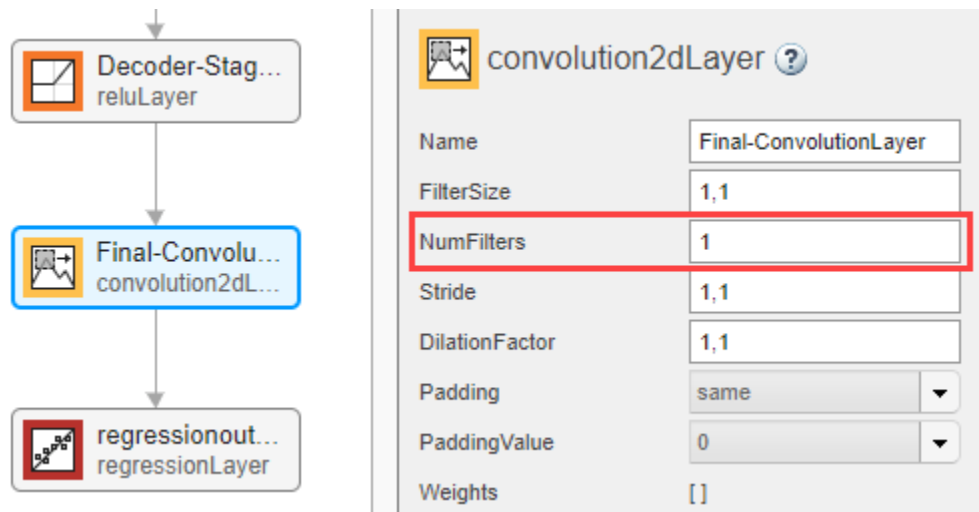 Decoder-Stag...
reluLayer
Final-Convolu...
convolution2dL...
regressionout...
regressionLayer
convolution2dLayer ?
Name Final-ConvolutionLayer
FilterSize 1,1
NumFilters 1
Stride 1,1
DilationFactor 1,1
Padding same
PaddingValue 0
Weights []